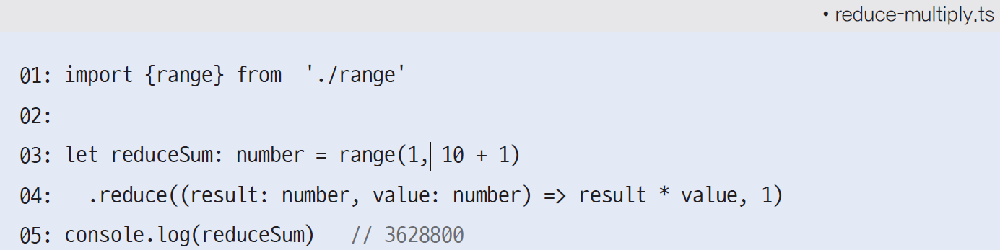 • reduce-multiply.ts
01: import {range} from  './range'
02:
03: let reduceSum: number = range(1, 10 + 1)
04:   .reduce((result: number, value: number) => result * value, 1)
05: console.log(reduceSum)   // 3628800